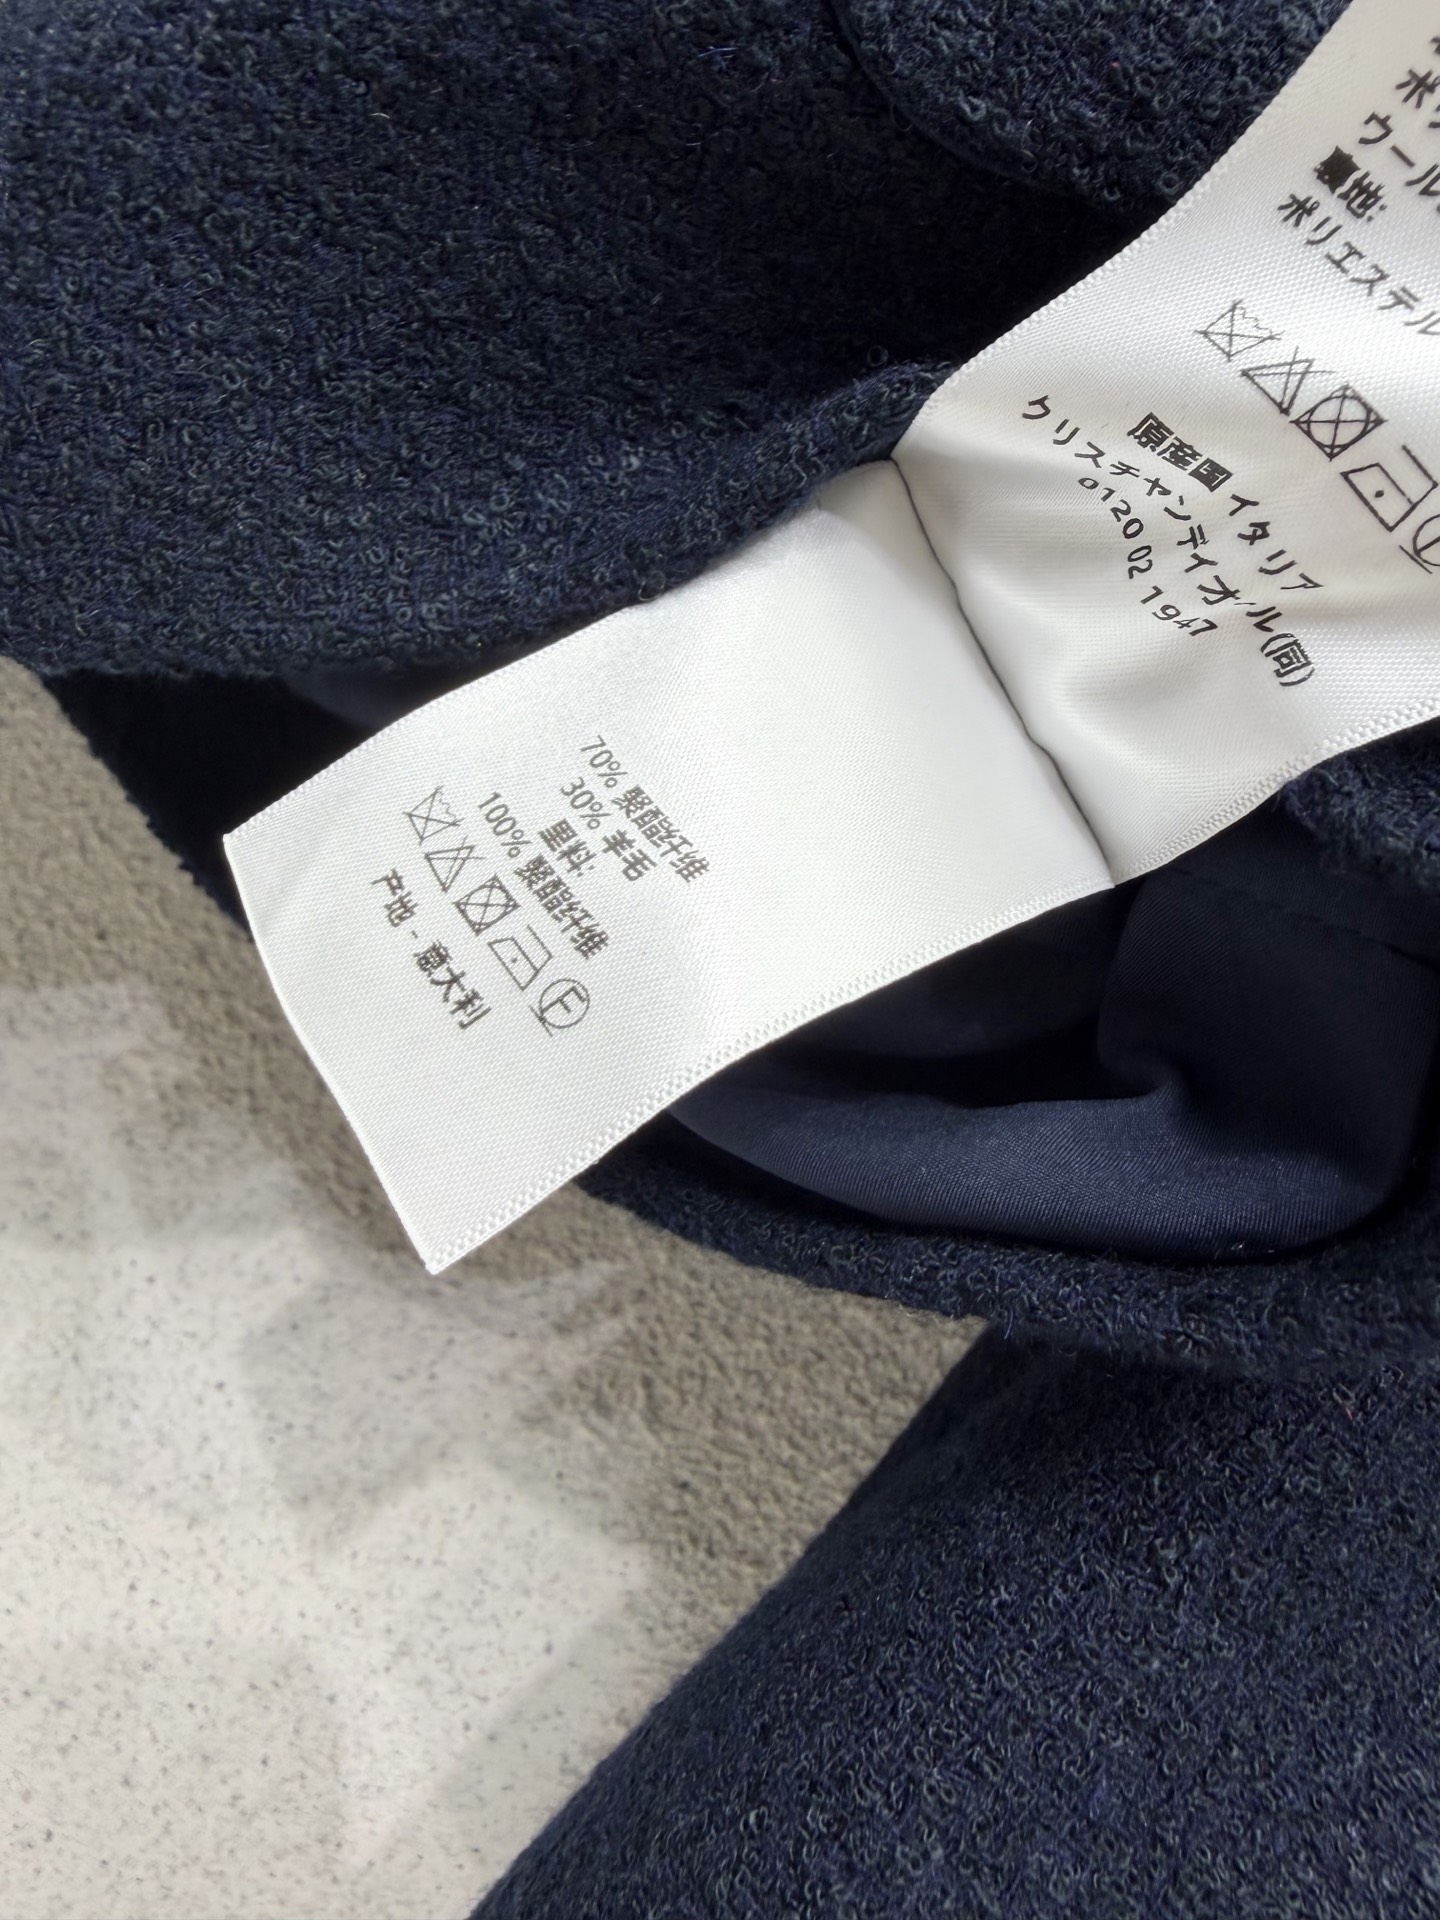 ウール
裏地:
ポリエステル
原産国 イタリア
クリスチャンディオール(同)
0120 02 1947
70% 聚酯纤维
30% 羊毛
里料:
100% 聚酯纤维
F
产地 - 意大利